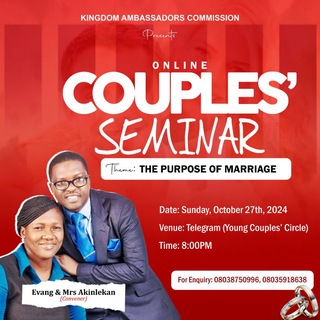 KINGDOM AMBASSADORS COMMISSION
Presents
ONLINE
COUPLES'
SEMINAR
Theme: THE PURPOSE OF MARRIAGE
Date: Sunday, October 27th, 2024
Venue: Telegram (Young Couples' Circle)
Time: 8:00PM
For Enquiry: 08038750996, 08035918638
Evang & Mrs Akinlekan
(Convener)